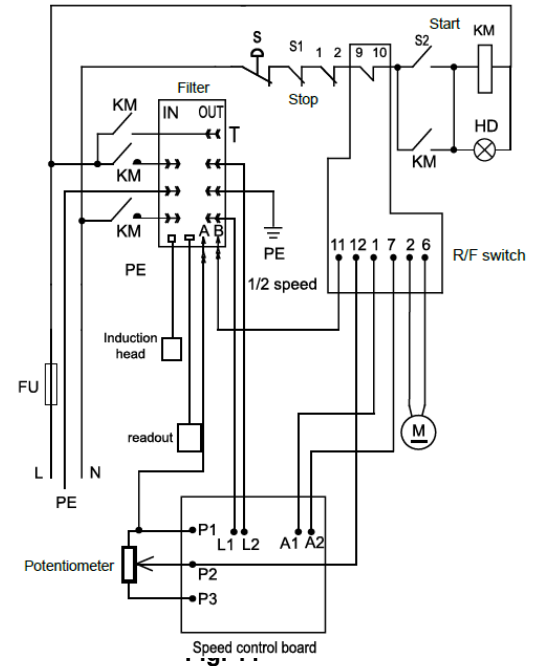 Start
S
S1
1 2
9 10
S2
KM
Stop
Filter
KM
IN OUT
T
HD
KM
KM
KM
A B
PE
PE
11 12 1 7 2 6
R/F switch
1/2 speed
Induction
head
FU
readout
M
L
N
PE
P1
L1 L2 A1 A2
Potentiometer
P2
P3
Speed control board